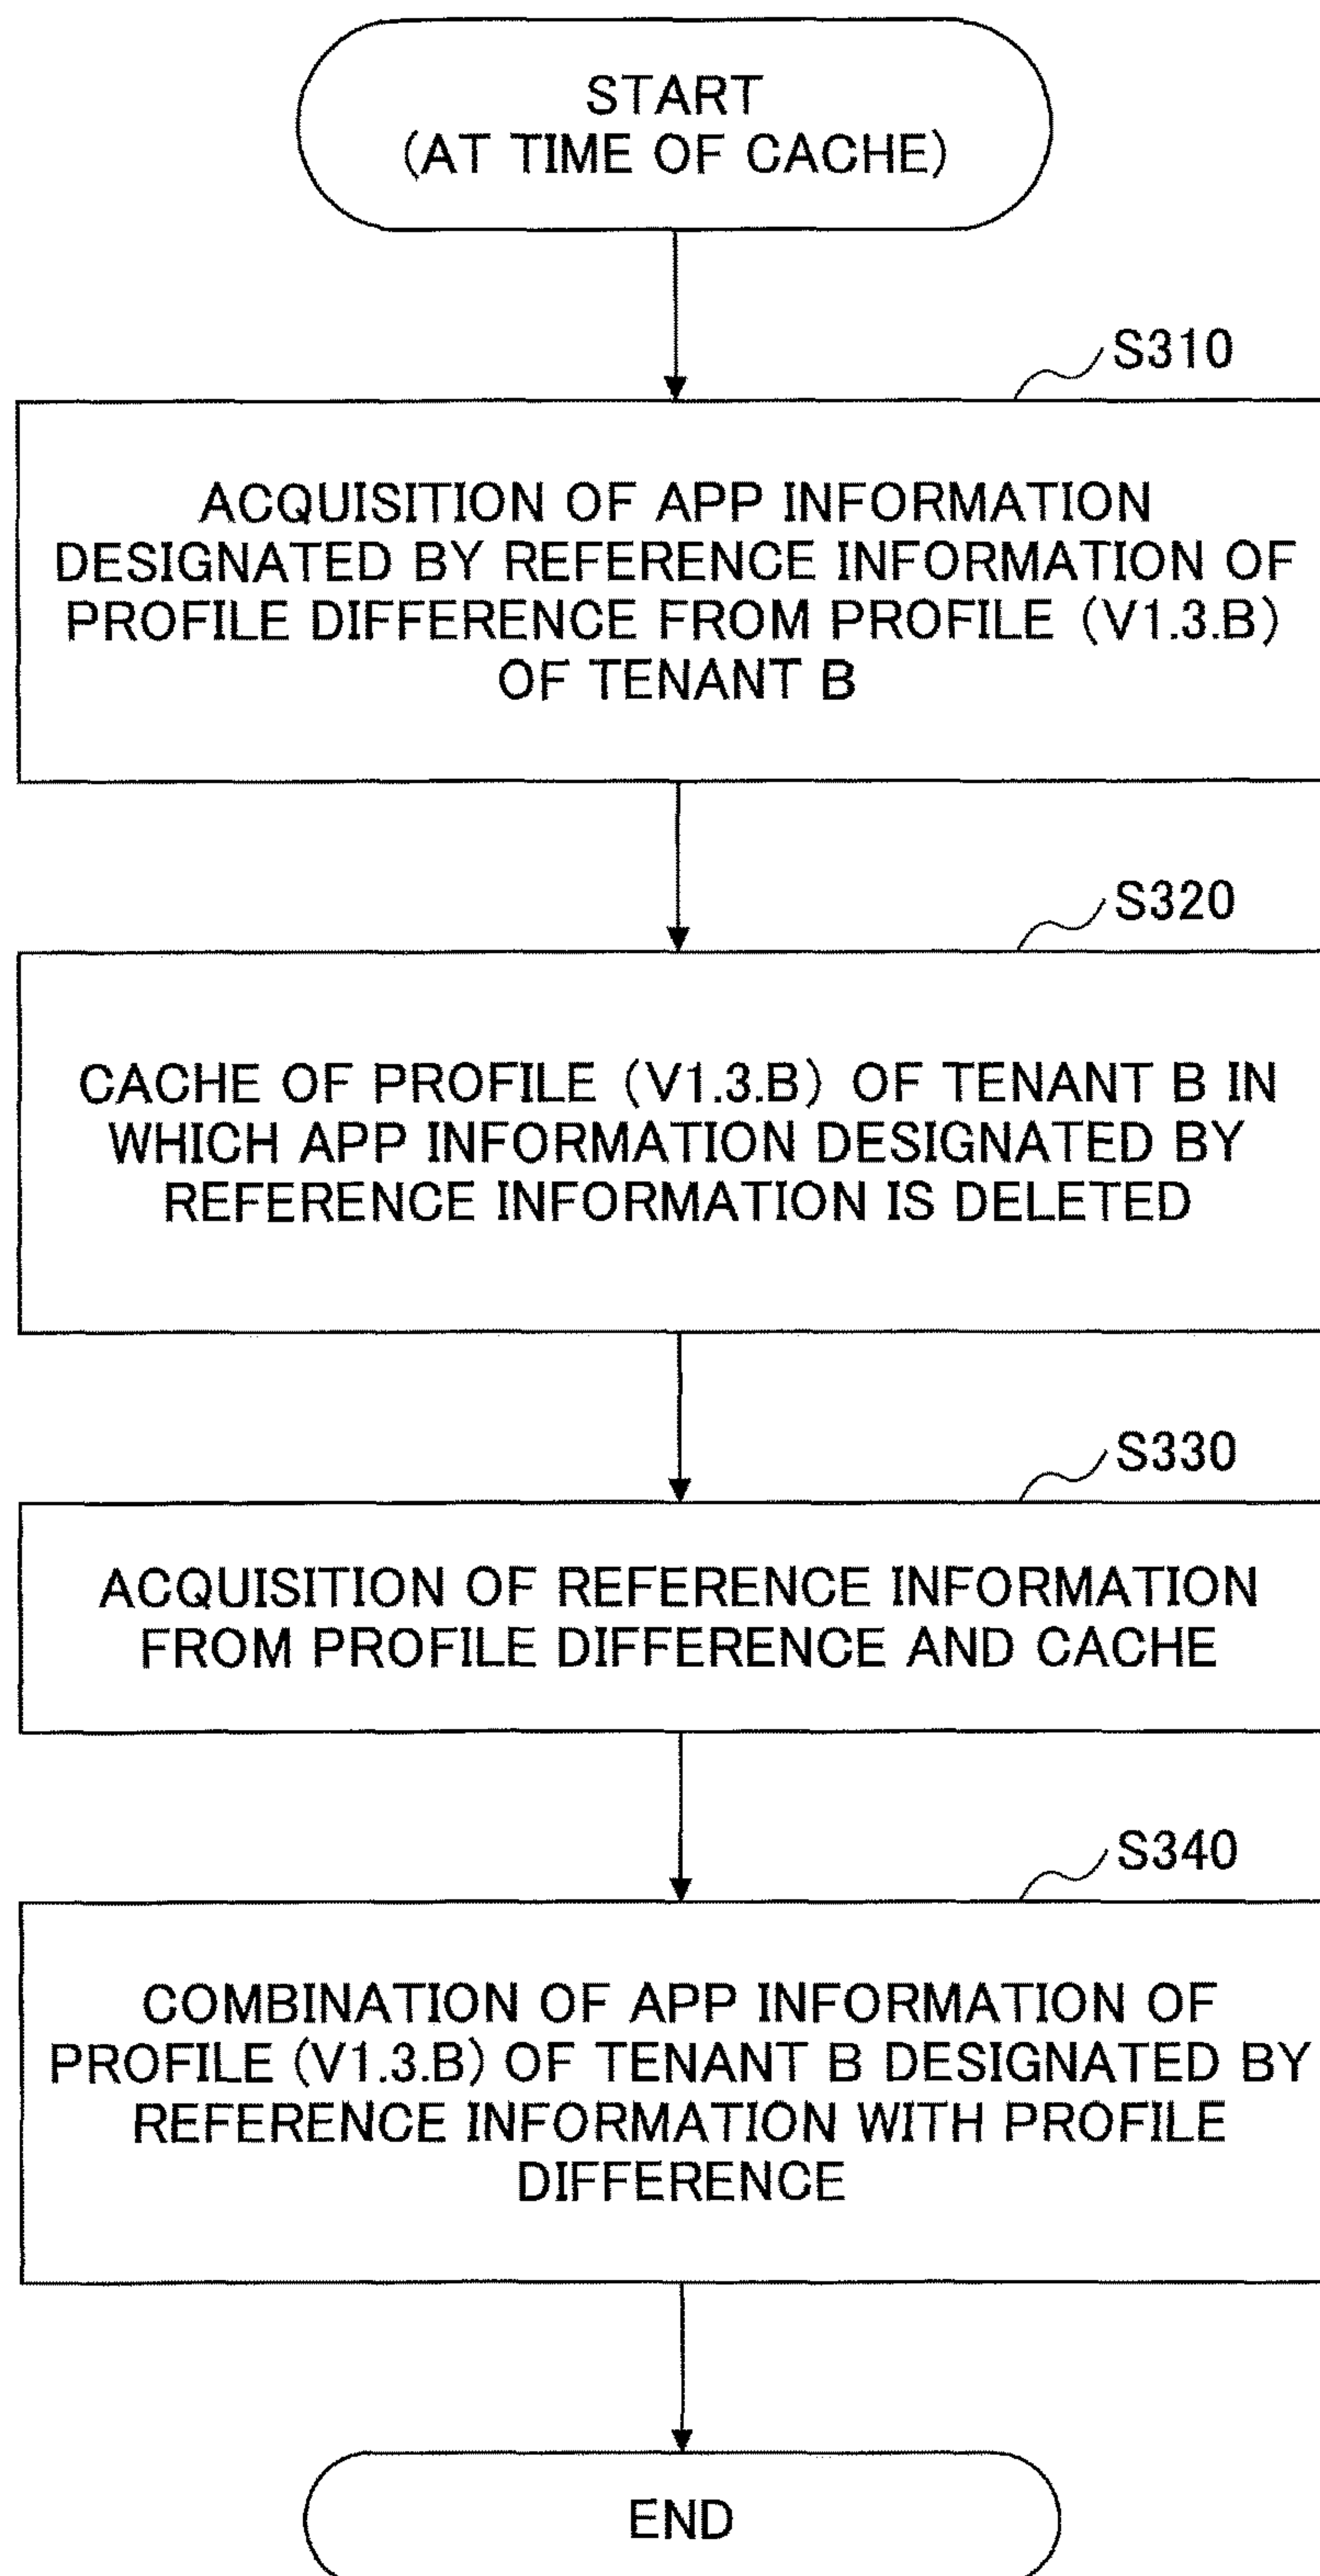 START
(AT TIME OF CACHE)
S310
ACQUISITION OF APP INFORMATION
DESIGNATED BY REFERENCE INFORMATION OF
PROFILE DIFFERENCE FROM PROFILE (V1.3.B)
OF TENANT B
S320
CACHE OF PROFILE (V1.3.B) OF TENANT B IN
WHICH APP INFORMATION DESIGNATED BY
REFERENCE INFORMATION IS DELETED
S330
ACQUISITION OF REFERENCE INFORMATION
FROM PROFILE DIFFERENCE AND CACHE
S340
COMBINATION OF APP INFORMATION OF
PROFILE (V1.3.B) OF TENANT B DESIGNATED BY
REFERENCE INFORMATION WITH PROFILE
DIFFERENCE
END